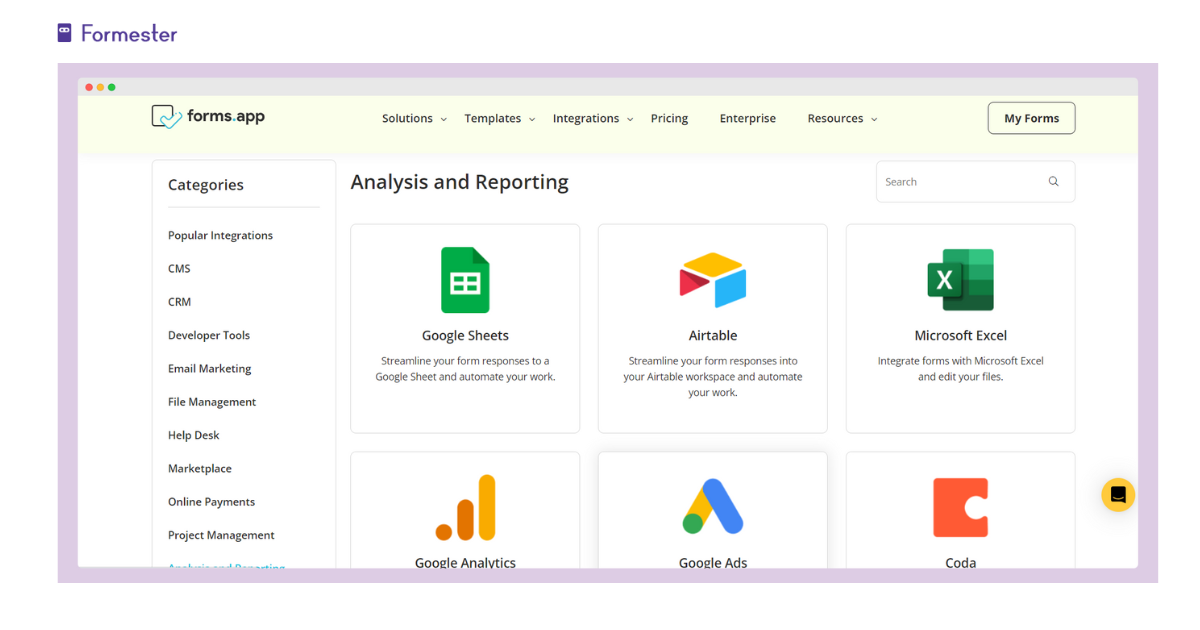 Formester
forms.app
Solutions
Templates
Integrations
Pricing
Enterprise
Resources
My Forms
Categories
Popular Integrations
CMS
CRM
Developer Tools
Email Marketing
File Management
Help Desk
Marketplace
Online Payments
Project Management
Analysis and Reporting
Analysis and Reporting
Search
Google Sheets
Streamline your form responses to a
Google Sheet and automate your work.
Airtable
Streamline your form responses into
your Airtable workspace and automate
your work.
X
Microsoft Excel
Integrate forms with Microsoft Excel
and edit your files.
Google Analytics
Google Ads
Coda